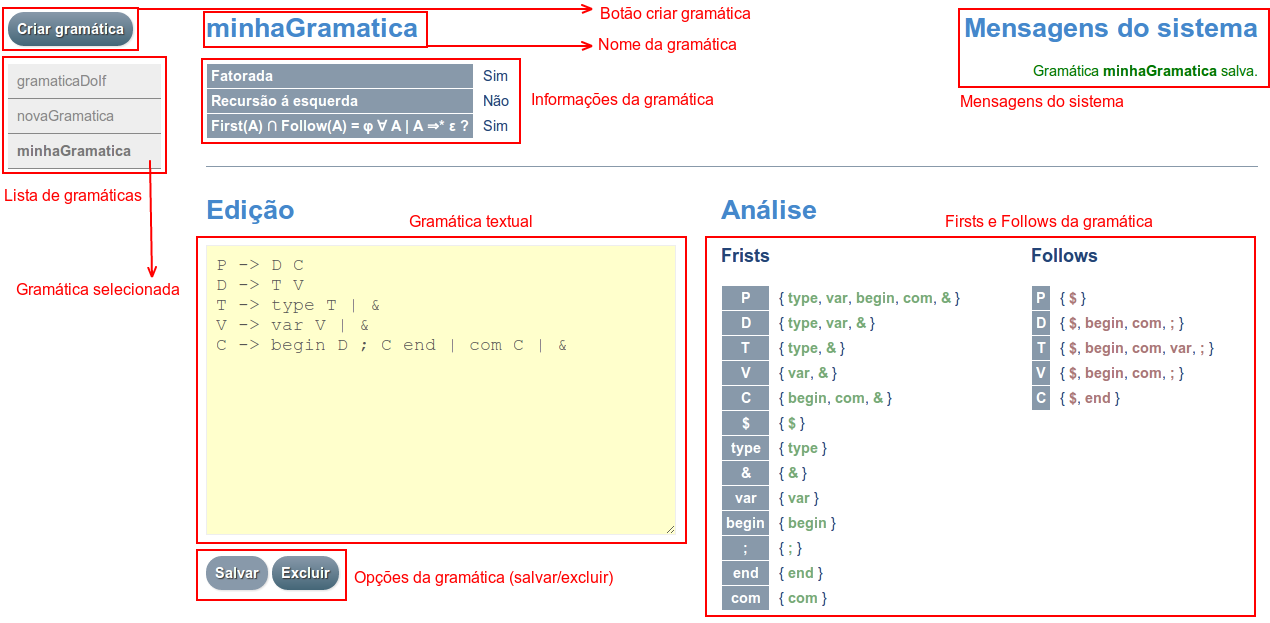 Criar gramática
Botão criar gramática
gramaticaDoIf
novaGramatica
minhaGramatica
Lista de gramáticas
Gramática selecionada
minhaGramatica
Nome da gramática
Fatorada Sim
Recursão á esquerda Não
First(A) ∩ Follow(A) = φ ∀ A | A ⇒* ε ? Sim
Informações da gramática
Mensagens do sistema
Gramática minhaGramatica salva.
Mensagens do sistema
Edição
Gramática textual
P -> D C
D -> T V
T -> type T | &
V -> var V | &
C -> begin D ; C end | com C | &
Salvar Excluir
Opções da gramática (salvar/excluir)
Análise
Firsts e Follows da gramática
Frists
P { type, var, begin, com, & }
D { type, var, & }
T { type, & }
V { var, & }
C { begin, com, & }
$ { $ }
type { type }
& { & }
var { var }
begin { begin }
; { ; }
end { end }
com { com }
Follows
P { $ }
D { $, begin, com, ; }
T { $, begin, com, var, ; }
V { $, begin, com, ; }
C { $, end }